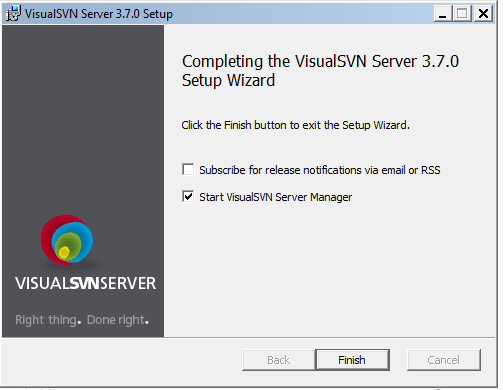 VisualSVN Server 3.7.0 Setup
Completing the VisualSVN Server 3.7.0
Setup Wizard
Click the Finish button to exit the Setup Wizard.
Subscribe for release notifications via email or RSS
Start VisualSVN Server Manager
VISUALSVNSERVER
Right thing. Done right.
Back
Finish
Cancel